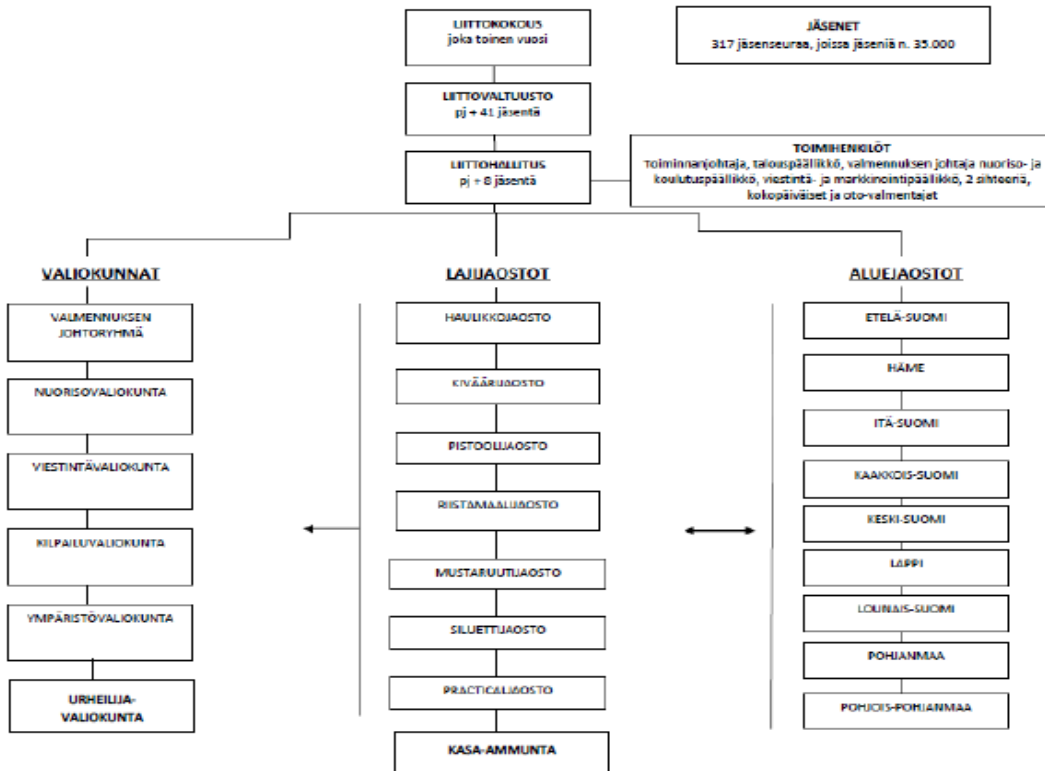 LIITTOKOKOUS
joka toinen vuosi
JÄSENET
317 jäsenseuraa, joissa jäseniä n. 35.000
LIITTOVALTUUSTO
pj + 41 jäsentä
LIITTOHALLITUS
pj + 8 jäsentä
TOIMIHENKILÖT
Toiminnanjohtaja, talouspäällikkö, valmennuksen johtaja nuoriso- ja
koulutuspäällikkö, viestintä- ja markkinointipäällikkö, 2 sihteeriä,
kokopäiväiset ja oto-valmentajat
VALIOKUNNAT
VALMENNUKSEN
JOHTORYHMÄ
NUORISOVALIOKUNTA
VIESTINTÄVALIOKUNTA
KILPAILUVALIOKUNTA
YMPÄRISTÖVALIOKUNTA
URHEILIJA-
VALIOKUNTA
LAJIJAOSTOT
HAULIKKOJAOSTO
KIVÄÄRIJAOSTO
PISTOOLIJAOSTO
RIISTAMAALIJAOSTO
MUSTARUUTIJAOSTO
SILUETTIJAOSTO
PRACTICALJAOSTO
KASA-AMMUNTA
ALUEJAOSTOT
ETELÄ-SUOMI
HÄME
ITÄ-SUOMI
KAAKKOIS-SUOMI
KESKI-SUOMI
LAPPI
LOUNAIS-SUOMI
POHJANMAA
POHJOIS-POHJANMAA